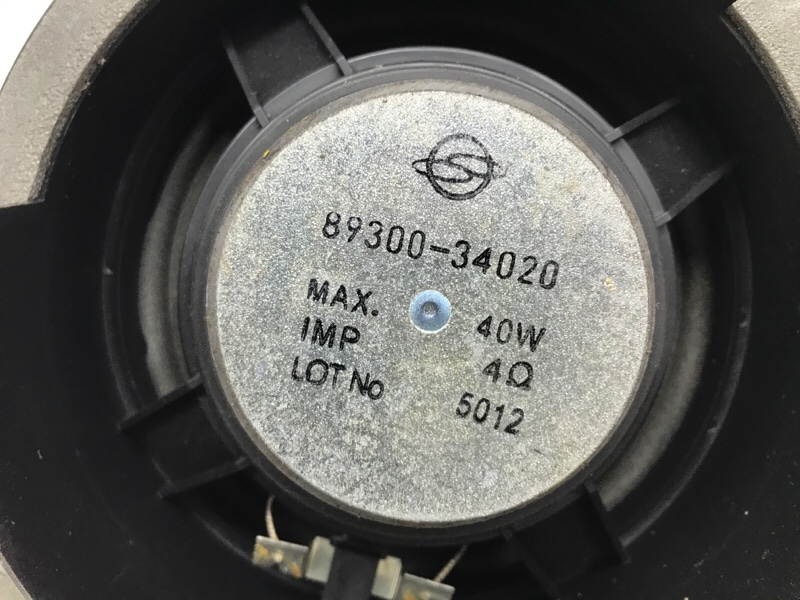 89300-34020
MAX. 40W
IMP 4Ω
LOT No 5012